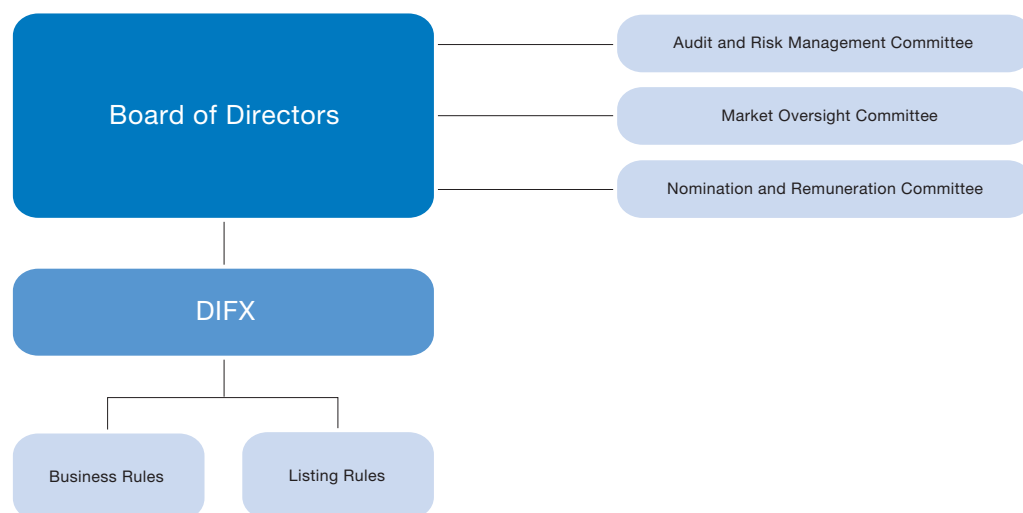 Board of Directors
Audit and Risk Management Committee
Market Oversight Committee
Nomination and Remuneration Committee
DIFX
Business Rules
Listing Rules